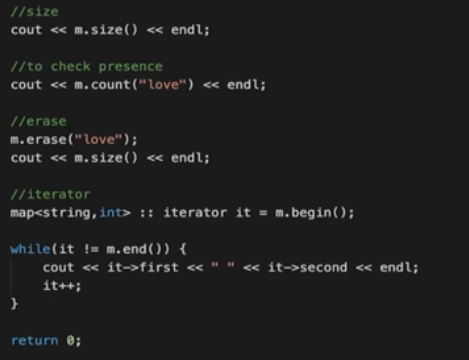 //size
cout << m.size() << endl;
//to check presence
cout << m.count("love") << endl;
//erase
m.erase("love");
cout << m.size() << endl;
//iterator
map<string,int> :: iterator it = m.begin();
while(it != m.end()) {
    cout << it->first << " " << it->second << endl;
    it++;
}
return 0;